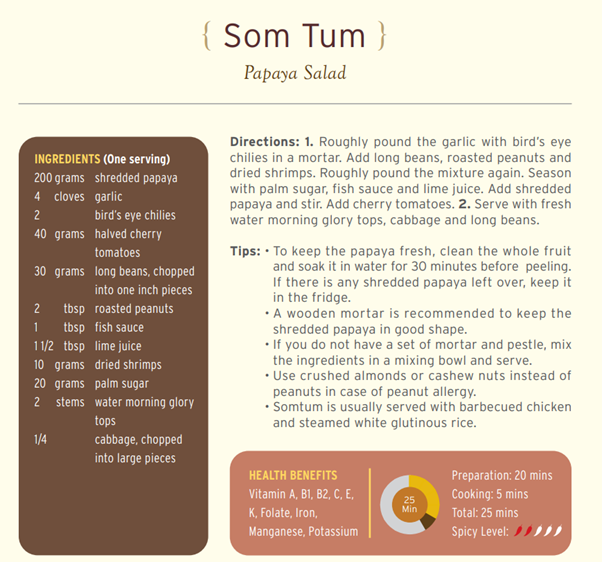 { Som Tum }
Papaya Salad
INGREDIENTS (One serving)
200 grams shredded papaya
4 cloves garlic
2 bird's eye chilies
40 grams halved cherry
tomatoes
30 grams long beans, chopped
into one inch pieces
2 tbsp roasted peanuts
1 tbsp fish sauce
1 1/2 tbsp lime juice
10 grams dried shrimps
20 grams palm sugar
2 stems water morning glory
tops
1/4 cabbage, chopped
into large pieces
Directions: 1. Roughly pound the garlic with bird's eye
chilies in a mortar. Add long beans, roasted peanuts and
dried shrimps. Roughly pound the mixture again. Season
with palm sugar, fish sauce and lime juice. Add shredded
papaya and stir. Add cherry tomatoes. 2. Serve with fresh
water morning glory tops, cabbage and long beans.
Tips: • To keep the papaya fresh, clean the whole fruit
and soak it in water for 30 minutes before peeling.
If there is any shredded papaya left over, keep it
in the fridge.
• A wooden mortar is recommended to keep the
shredded papaya in good shape.
• If you do not have a set of mortar and pestle, mix
the ingredients in a mixing bowl and serve.
• Use crushed almonds or cashew nuts instead of
peanuts in case of peanut allergy.
• Somtum is usually served with barbecued chicken
and steamed white glutinous rice.
HEALTH BENEFITS
Vitamin A, B1, B2, C, E,
K, Folate, Iron,
Manganese, Potassium
25
Min
Preparation: 20 mins
Cooking: 5 mins
Total: 25 mins
Spicy Level: